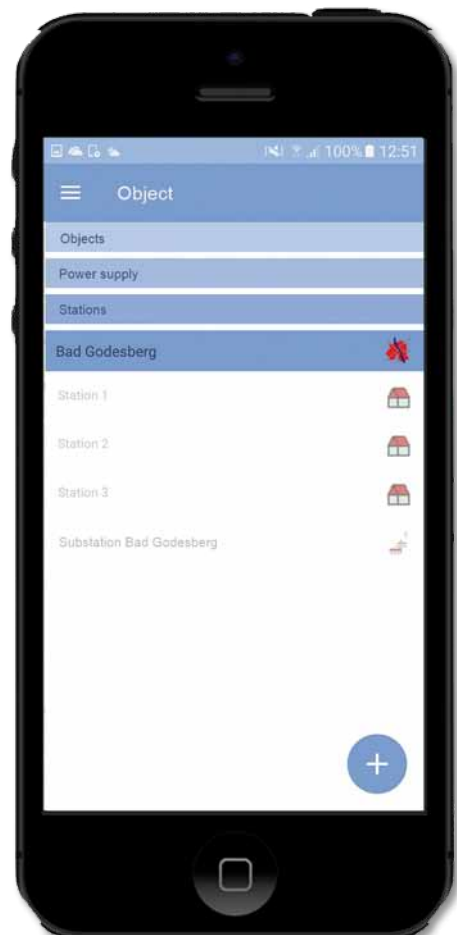 100% 12:51
Object
Objects
Power supply
Stations
Bad Godesberg
Station 1
Station 2
Station 3
Substation Bad Godesberg
+